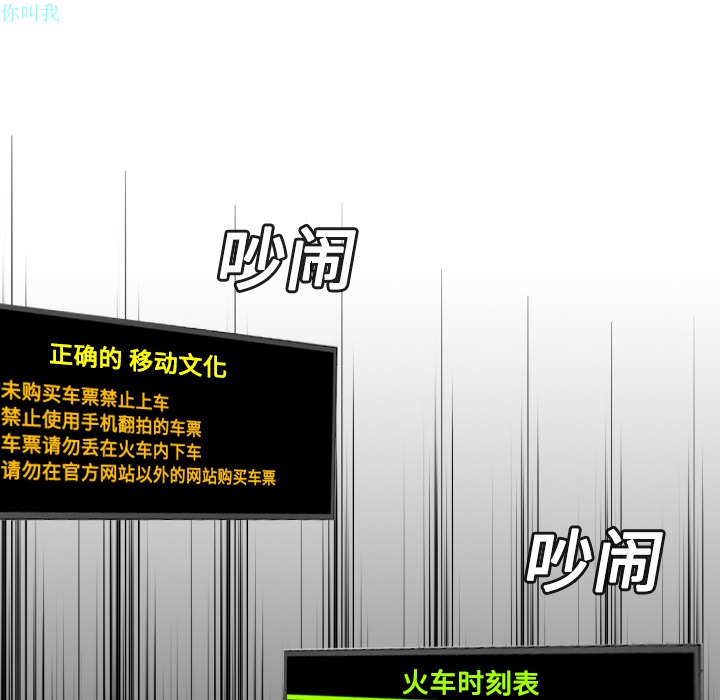 你叫我
吵闹
正确的 移动文化
未购买车票禁止上车
禁止使用手机翻拍的车票
车票请勿丢在火车内下车
请勿在官方网站以外的网站购买车票
吵闹
火车时刻表